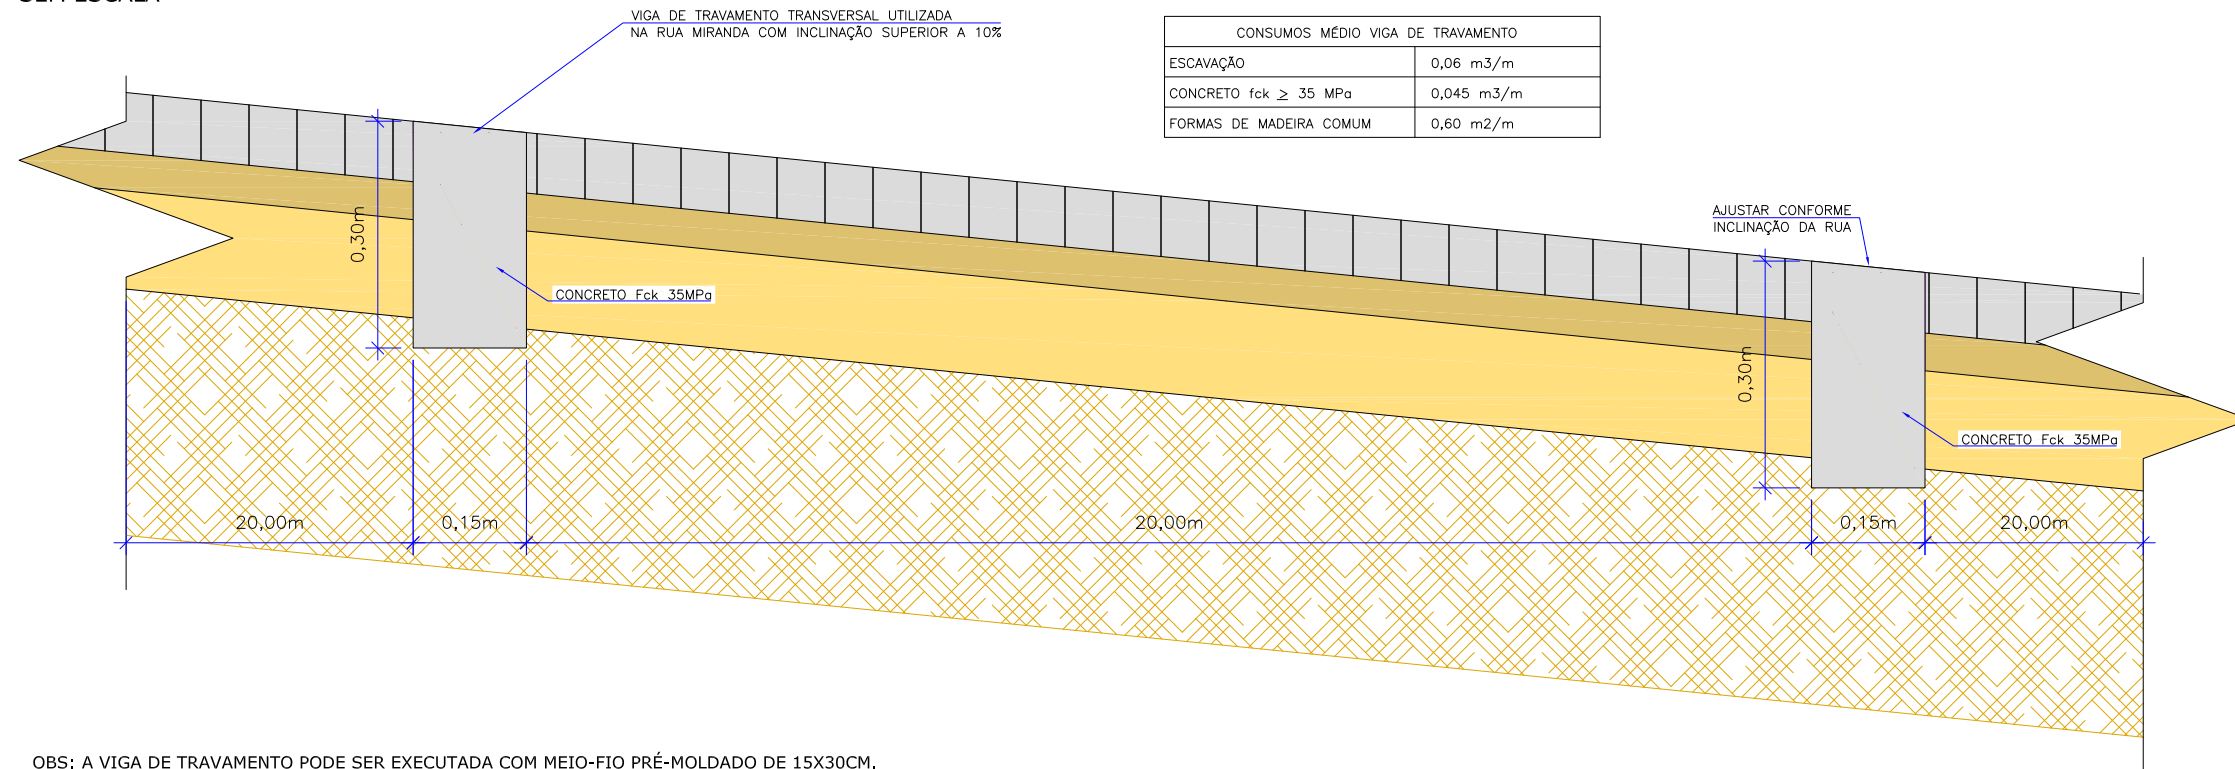 VIGA DE TRAVAMENTO TRANSVERSAL UTILIZADA
NA RUA MIRANDA COM INCLINAÇÃO SUPERIOR A 10%
CONSUMOS MÉDIO VIGA DE TRAVAMENTO
ESCAVAÇÃO 0,06 m3/m
CONCRETO fck ≥ 35 MPa 0,045 m3/m
FORMAS DE MADEIRA COMUM 0,60 m2/m
0,30m
CONCRETO Fck 35MPa
AJUSTAR CONFORME
INCLINAÇÃO DA RUA
0,30m
CONCRETO Fck 35MPa
20,00m 0,15m 20,00m 0,15m 20,00m
OBS: A VIGA DE TRAVAMENTO PODE SER EXECUTADA COM MEIO-FIO PRÉ-MOLDADO DE 15X30CM.